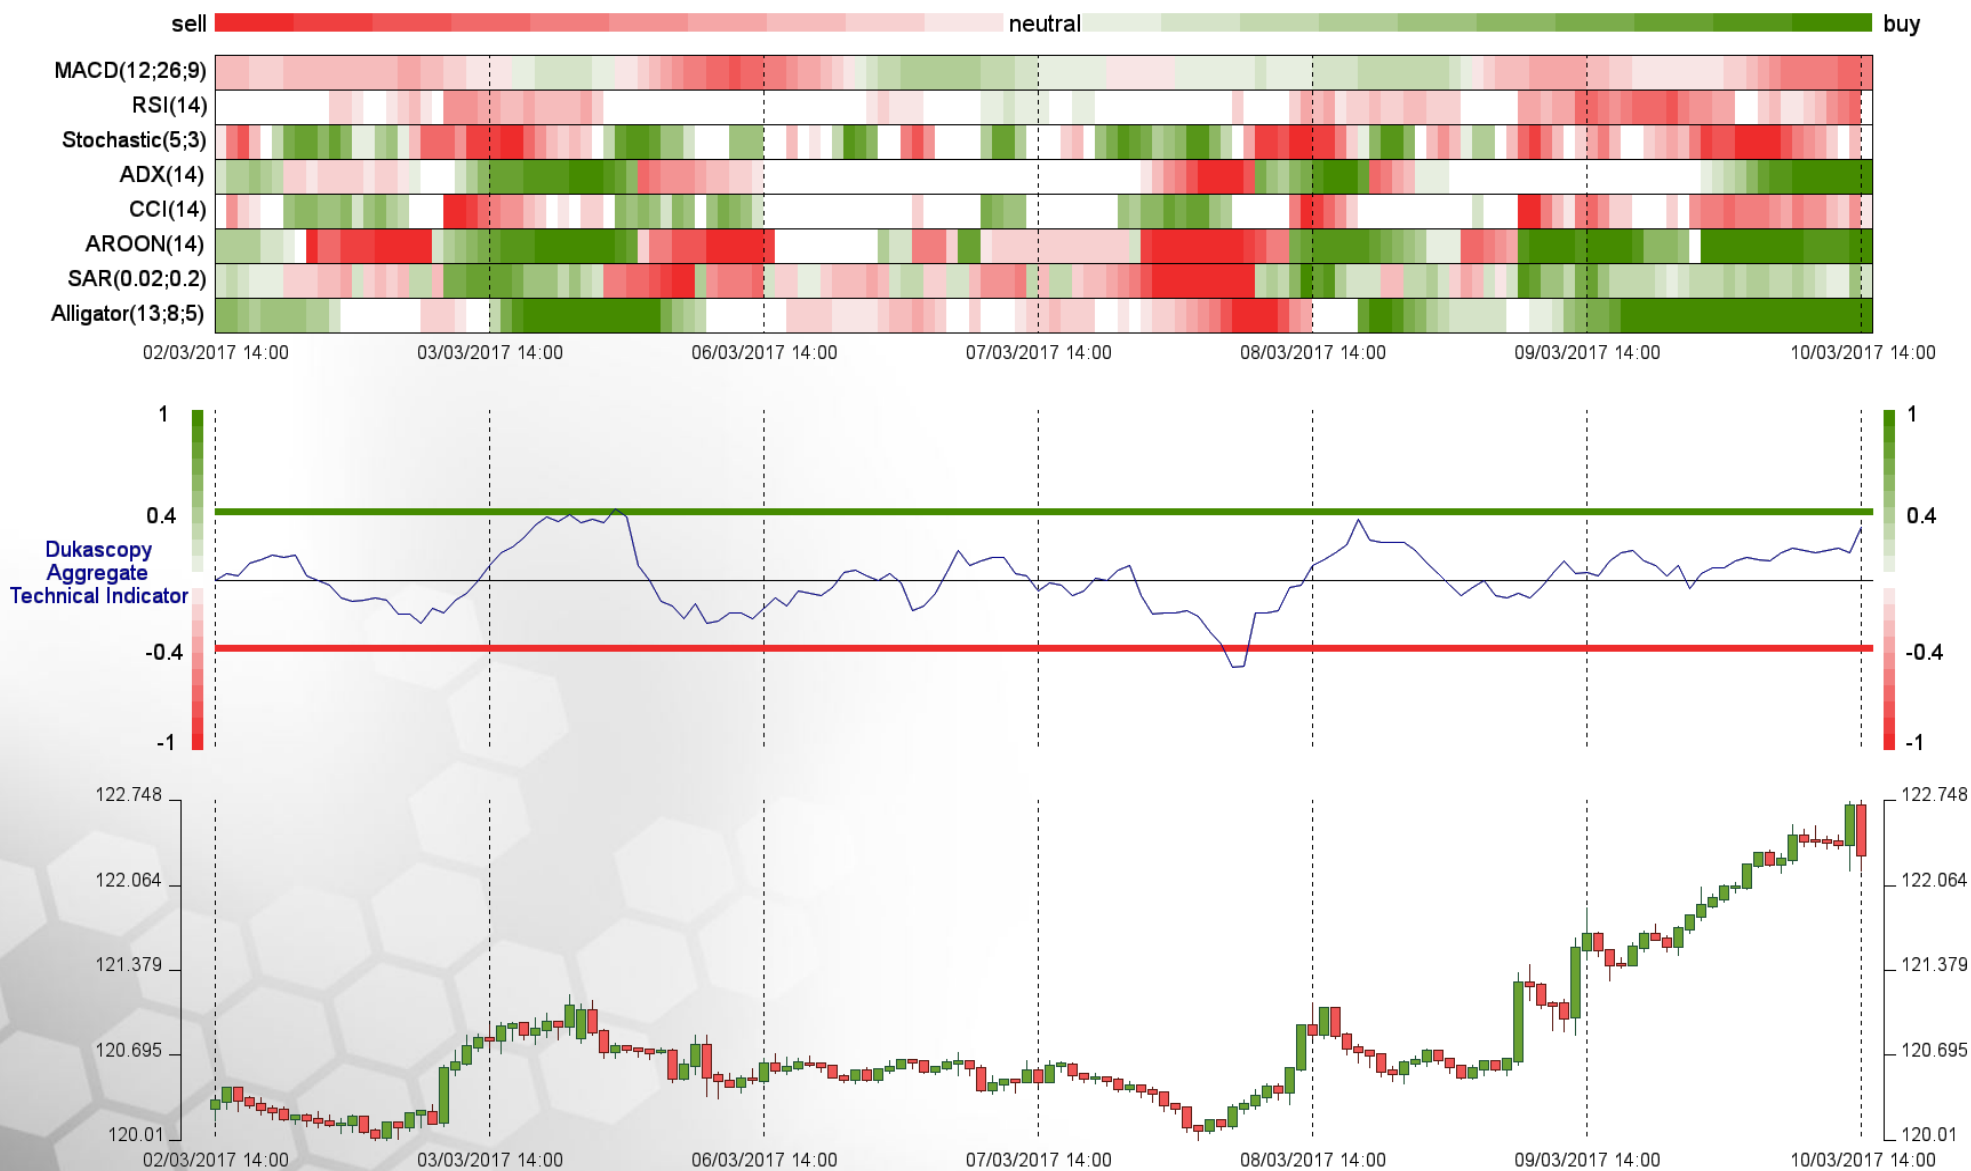 sell neutral buy
MACD(12;26;9)
RSI(14)
Stochastic(5;3)
ADX(14)
CCI(14)
AROON(14)
SAR(0.02;0.2)
Alligator(13;8;5)
02/03/2017 14:00 03/03/2017 14:00 06/03/2017 14:00 07/03/2017 14:00 08/03/2017 14:00 09/03/2017 14:00 10/03/2017 14:00
1 1
0.4 0.4
Dukascopy
Aggregate
Technical Indicator
-0.4 -0.4
-1 -1
122.748 122.748
122.064 122.064
121.379 121.379
120.695 120.695
120.01 120.01
02/03/2017 14:00 03/03/2017 14:00 06/03/2017 14:00 07/03/2017 14:00 08/03/2017 14:00 09/03/2017 14:00 10/03/2017 14:00